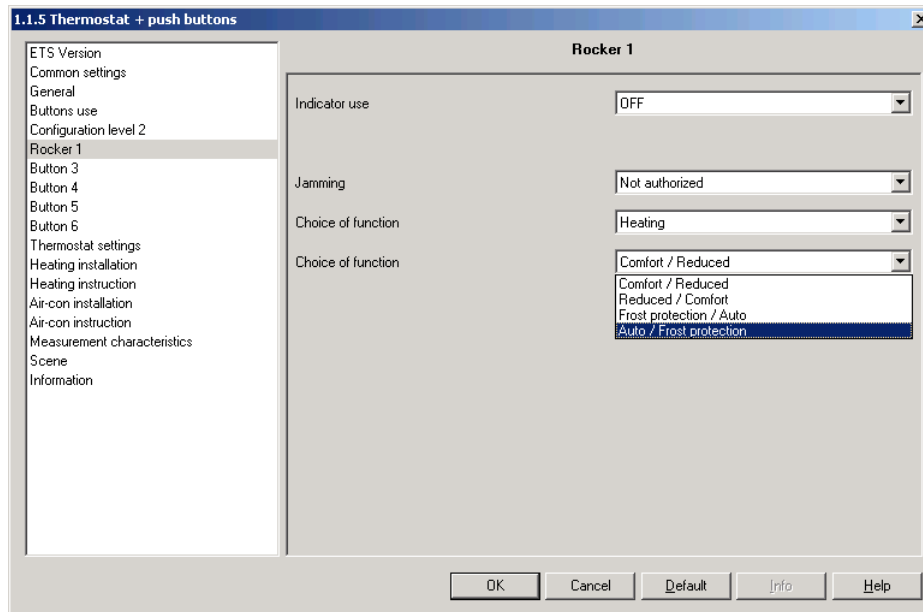 1.1.5 Thermostat + push buttons
ETS Version
Common settings
General
Buttons use
Configuration level 2
Rocker 1
Button 3
Button 4
Button 5
Button 6
Thermostat settings
Heating installation
Heating instruction
Air-con installation
Air-con instruction
Measurement characteristics
Scene
Information
Rocker 1
Indicator use
OFF
Jamming
Not authorized
Choice of function
Heating
Choice of function
Comfort / Reduced
Comfort / Reduced
Reduced / Comfort
Frost protection / Auto
Auto / Frost protection
OK
Cancel
Default
Info
Help